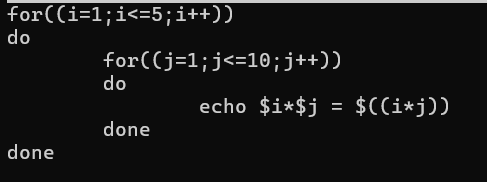 for((i=1;i<=5;i++))
do
for((j=1;j<=10;j++))
do
echo $i*$j = $((i*j))
done
done